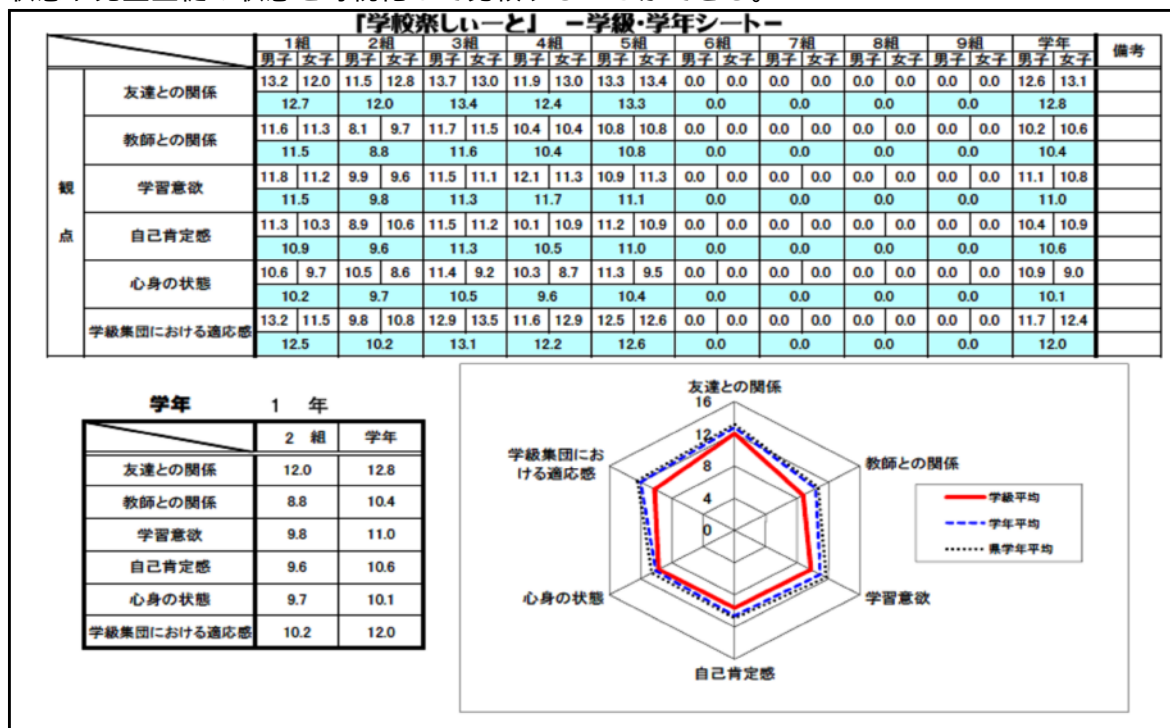 『学校楽しぃーと』 －学級・学年シート－
1組 2組 3組 4組 5組 6組 7組 8組 9組 学年 備考
男子 女子 男子 女子 男子 女子 男子 女子 男子 女子 男子 女子 男子 女子 男子 女子 男子 女子 男子 女子
観点
友達との関係 13.2 12.0 11.5 12.8 13.7 13.0 11.9 13.0 13.3 13.4 0.0 0.0 0.0 0.0 0.0 0.0 0.0 0.0 12.6 13.1
12.7 12.0 13.4 12.4 13.3 0.0 0.0 0.0 0.0 12.8
教師との関係 11.6 11.3 8.1 9.7 11.7 11.5 10.4 10.4 10.8 10.8 0.0 0.0 0.0 0.0 0.0 0.0 0.0 0.0 10.2 10.6
11.5 8.8 11.6 10.4 10.8 0.0 0.0 0.0 0.0 10.4
学習意欲 11.8 11.2 9.9 9.6 11.5 11.1 12.1 11.3 10.9 11.3 0.0 0.0 0.0 0.0 0.0 0.0 0.0 0.0 11.1 10.8
11.5 9.8 11.3 11.7 11.1 0.0 0.0 0.0 0.0 11.0
自己肯定感 11.3 10.3 8.9 10.6 11.5 11.2 10.1 10.9 11.2 10.9 0.0 0.0 0.0 0.0 0.0 0.0 0.0 0.0 10.4 10.9
10.9 9.6 11.3 10.5 11.0 0.0 0.0 0.0 0.0 10.6
心身の状態 10.6 9.7 10.5 8.6 11.4 9.2 10.3 8.7 11.3 9.5 0.0 0.0 0.0 0.0 0.0 0.0 0.0 0.0 10.9 9.0
10.2 9.7 10.5 9.6 10.4 0.0 0.0 0.0 0.0 10.1
学級集団における適応感 13.2 11.5 9.8 10.8 12.9 13.5 11.6 12.9 12.5 12.6 0.0 0.0 0.0 0.0 0.0 0.0 0.0 0.0 11.7 12.4
12.5 10.2 13.1 12.2 12.6 0.0 0.0 0.0 0.0 12.0
学年 1 年
2 組 学年
友達との関係 12.0 12.8
教師との関係 8.8 10.4
学習意欲 9.8 11.0
自己肯定感 9.6 10.6
心身の状態 9.7 10.1
学級集団における適応感 10.2 12.0
友達との関係
16
12
8
4
0
教師との関係
学習意欲
自己肯定感
心身の状態
学級集団にお
ける適応感
学級平均
学年平均
県学年平均